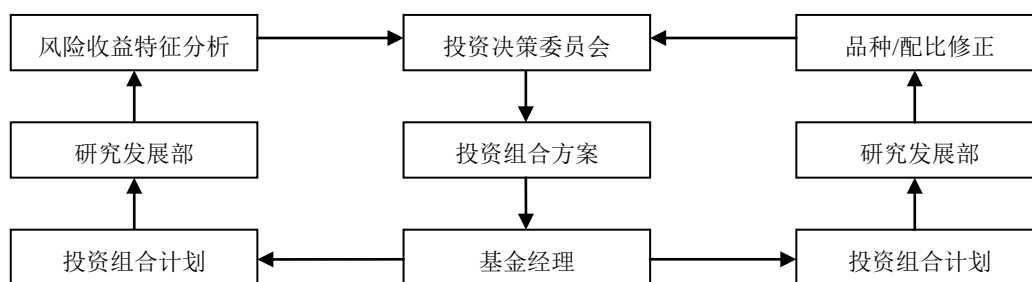 风险收益特征分析
投资决策委员会
品种/配比修正
研究发展部
投资组合方案
研究发展部
投资组合计划
基金经理
投资组合计划